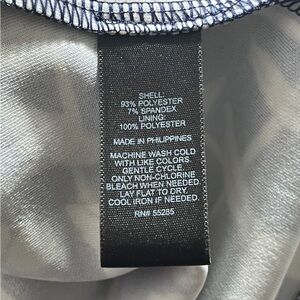 SHELL:
93% POLYESTER
7% SPANDEX
LINING:
100% POLYESTER
MADE IN PHILIPPINES
MACHINE WASH COLD
WITH LIKE COLORS.
GENTLE CYCLE.
ONLY NON-CHLORINE
BLEACH WHEN NEEDED.
LAY FLAT TO DRY.
COOL IRON IF NEEDED.
RN# 55285